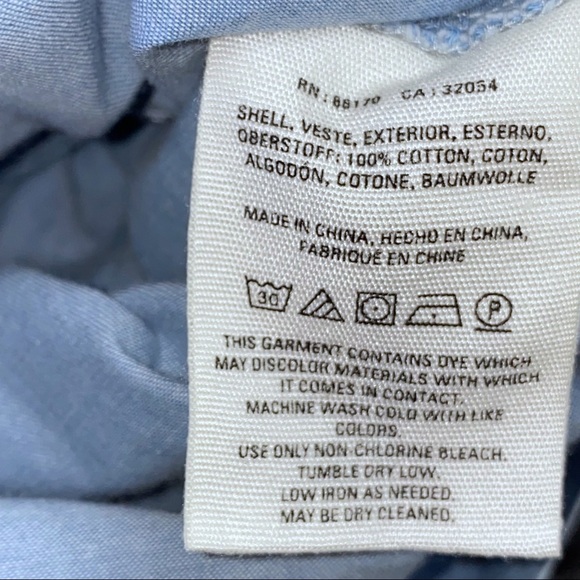 RN: 88170 CA: 32054
SHELL, VESTE, EXTERIOR, ESTERNO,
OBERSTOFF: 100% COTTON, COTON,
ALGODÓN, COTONE, BAUMWOLLE
MADE IN CHINA, HECHO EN CHINA,
FABRIQUÉ EN CHINE
30 P
THIS GARMENT CONTAINS DYE WHICH
MAY DISCOLOR MATERIALS WITH WHICH
IT COMES IN CONTACT.
MACHINE WASH COLD WITH LIKE
COLORS.
USE ONLY NON-CHLORINE BLEACH.
TUMBLE DRY LOW.
LOW IRON AS NEEDED.
MAY BE DRY CLEANED.